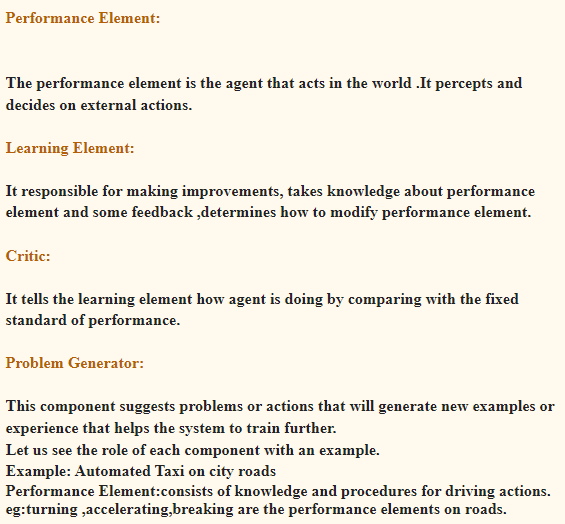 Performance Element:
The performance element is the agent that acts in the world .It percepts and
decides on external actions.
Learning Element:
It responsible for making improvements, takes knowledge about performance
element and some feedback ,determines how to modify performance element.
Critic:
It tells the learning element how agent is doing by comparing with the fixed
standard of performance.
Problem Generator:
This component suggests problems or actions that will generate new examples or
experience that helps the system to train further.
Let us see the role of each component with an example.
Example: Automated Taxi on city roads
Performance Element:consists of knowledge and procedures for driving actions.
eg:turning ,accelerating,breaking are the performance elements on roads.